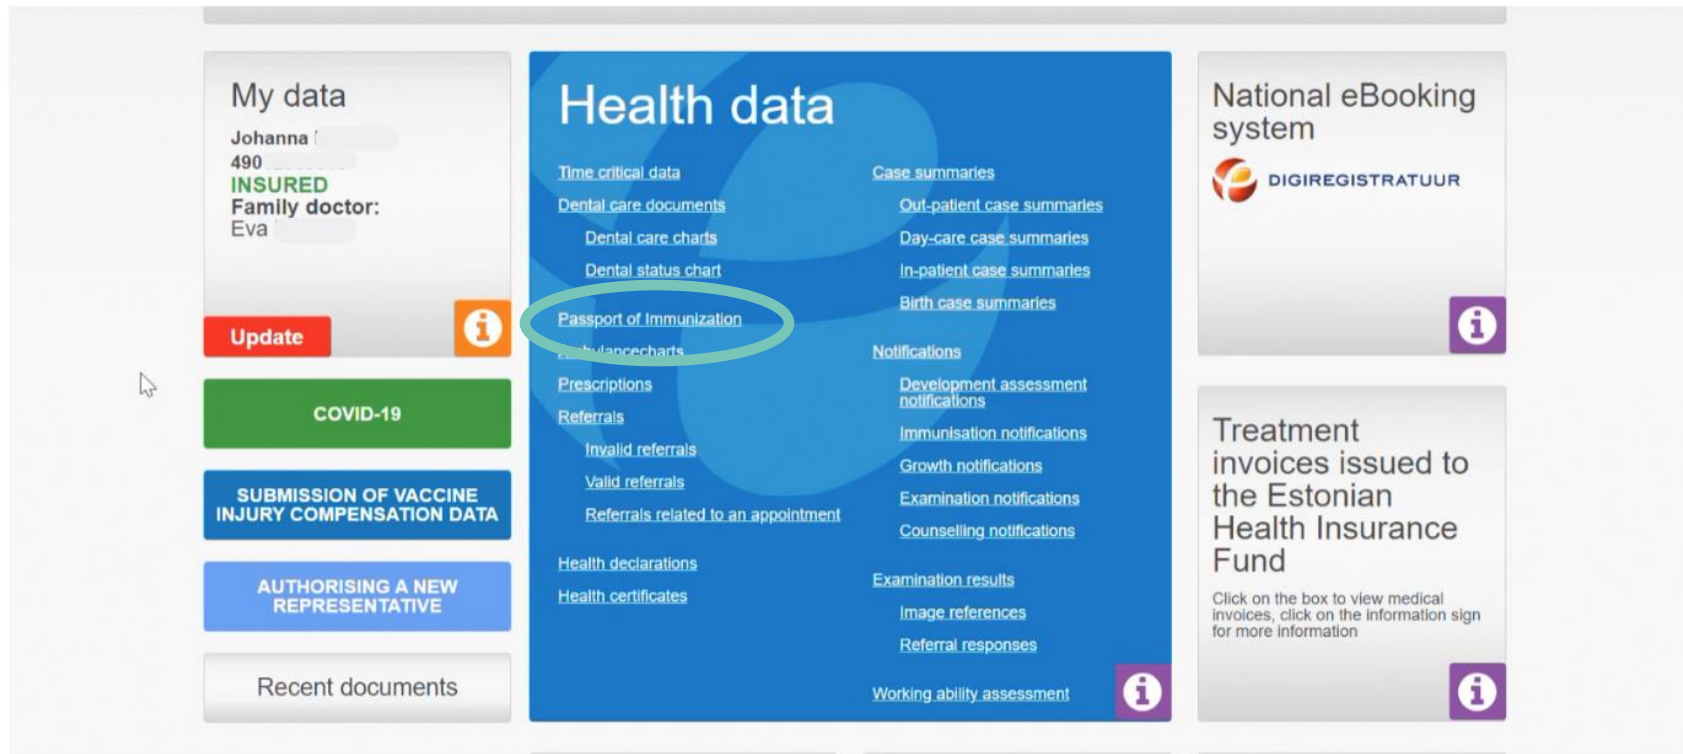 My data
Johanna
490
INSURED
Family doctor:
Eva
Update
COVID-19
SUBMISSION OF VACCINE
INJURY COMPENSATION DATA
AUTHORISING A NEW
REPRESENTATIVE
Recent documents
Health data
Time critical data
Dental care documents
Dental care charts
Dental status chart
Passport of Immunization
Ambulancecharts
Prescriptions
Referrals
Invalid referrals
Valid referrals
Referrals related to an appointment
Health declarations
Health certificates
Case summaries
Out-patient case summaries
Day-care case summaries
In-patient case summaries
Birth case summaries
Notifications
Development assessment
notifications
Immunisation notifications
Growth notifications
Examination notifications
Counselling notifications
Examination results
Image references
Referral responses
Working ability assessment
National eBooking
system
DIGIREGISTRATUUR
Treatment
invoices issued to
the Estonian
Health Insurance
Fund
Click on the box to view medical
invoices, click on the information sign
for more information